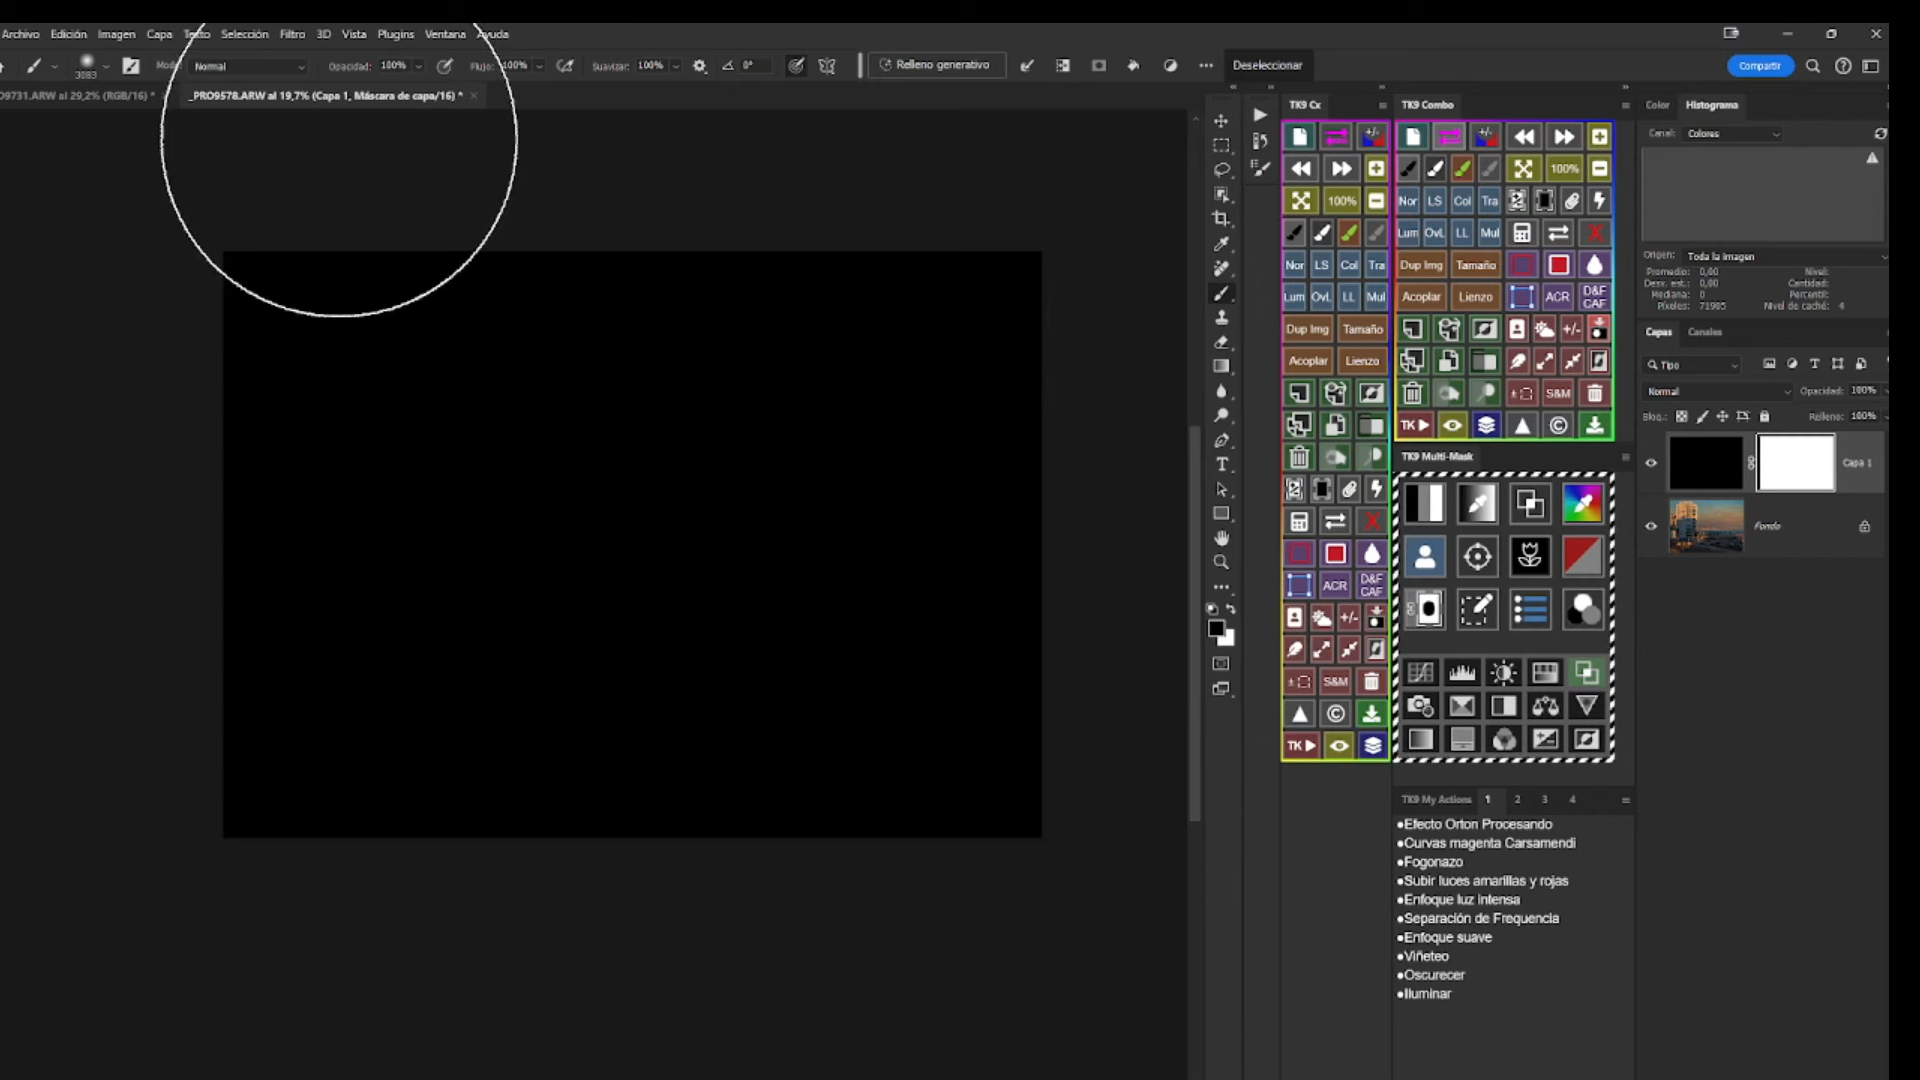 Archivo Edición Imagen Capa Texto Selección Filtro 3D Vista Plugins Ventana Ayuda
3083 Modo: Normal Opacidad: 100% Flujo: 100% Suavizar: 100% 0° Relleno generativo Deseleccionar Compartir
09731.ARW al 29,2% (RGB/16) * _PRO9578.ARW al 19,7% (Capa 1, Máscara de capa/16) *
TK9 Cx
+/-
100%
Nor LS Col Tra
Lum OvL LL Mul
Dup Img Tamaño
Acoplar Lienzo
ACR D&F CAF
+/-
S&M
TK
TK9 Combo
+/-
100%
Nor LS Col Tra
Lum OvL LL Mul
Dup Img Tamaño
Acoplar Lienzo ACR D&F CAF
+/-
S&M
TK
TK9 Multi-Mask
TK9 My Actions 1 2 3 4
•Efecto Orton Procesando
•Curvas magenta Carsamendi
•Fogonazo
•Subir luces amarillas y rojas
•Enfoque luz intensa
•Separación de Frequencia
•Enfoque suave
•Viñeteo
•Oscurecer
•Iluminar
Color Histograma
Canal: Colores
Origen: Toda la imagen
Promedio: 0,00 Nivel:
Desv. est.: 0,00 Cantidad:
Mediana: 0 Percentil:
Píxeles: 71905 Nivel de caché: 4
Capas Canales
Tipo
Normal Opacidad: 100%
Bloq.: Relleno: 100%
Capa 1
Fondo